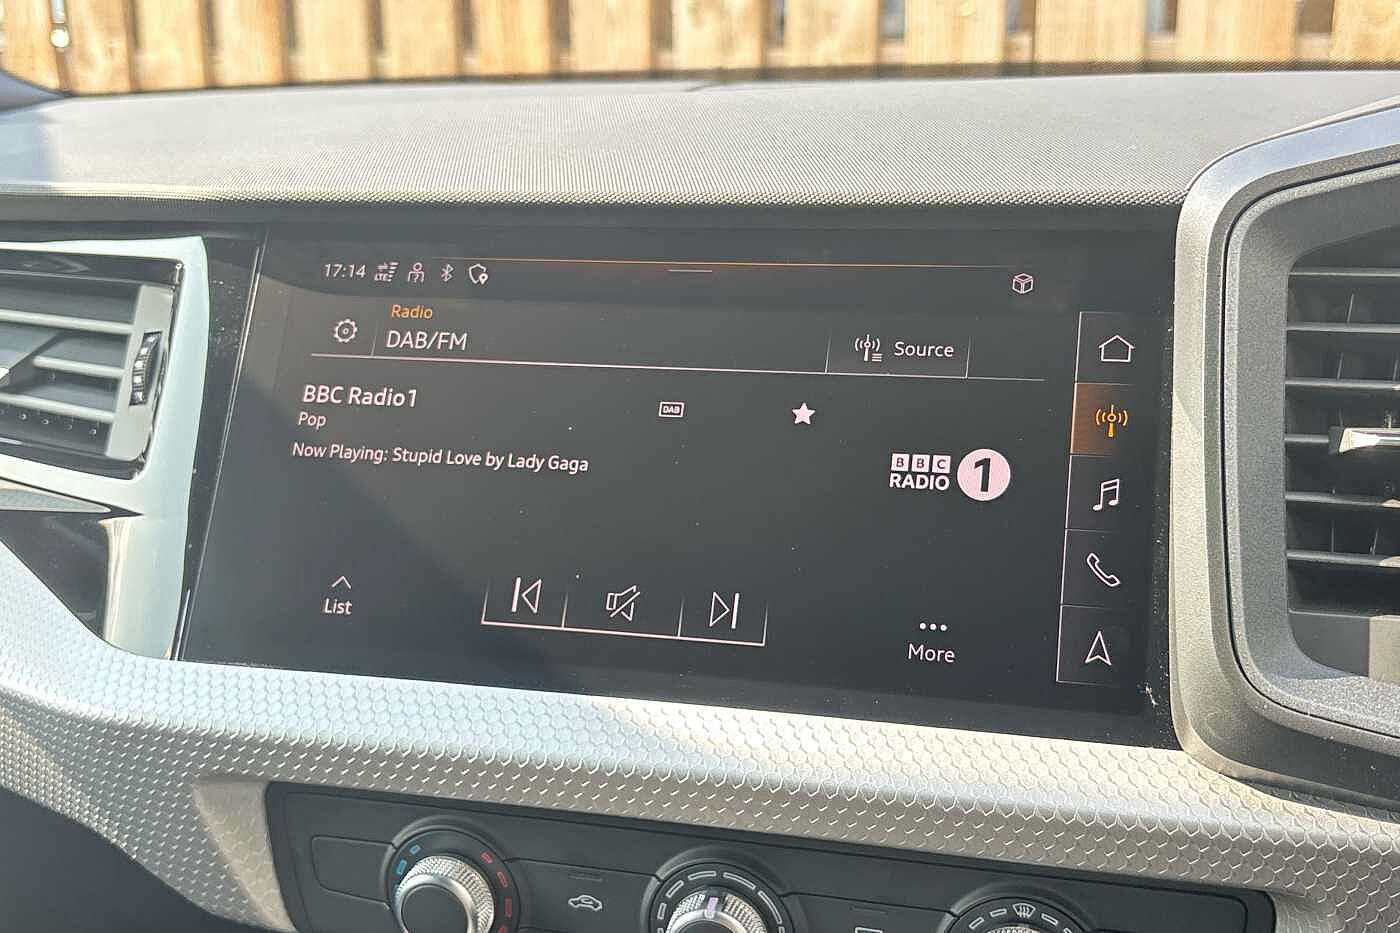 17:14 LTE
Radio
DAB/FM
Source
BBC Radio1
Pop
DAB
Now Playing: Stupid Love by Lady Gaga
BBC
RADIO 1
List
More